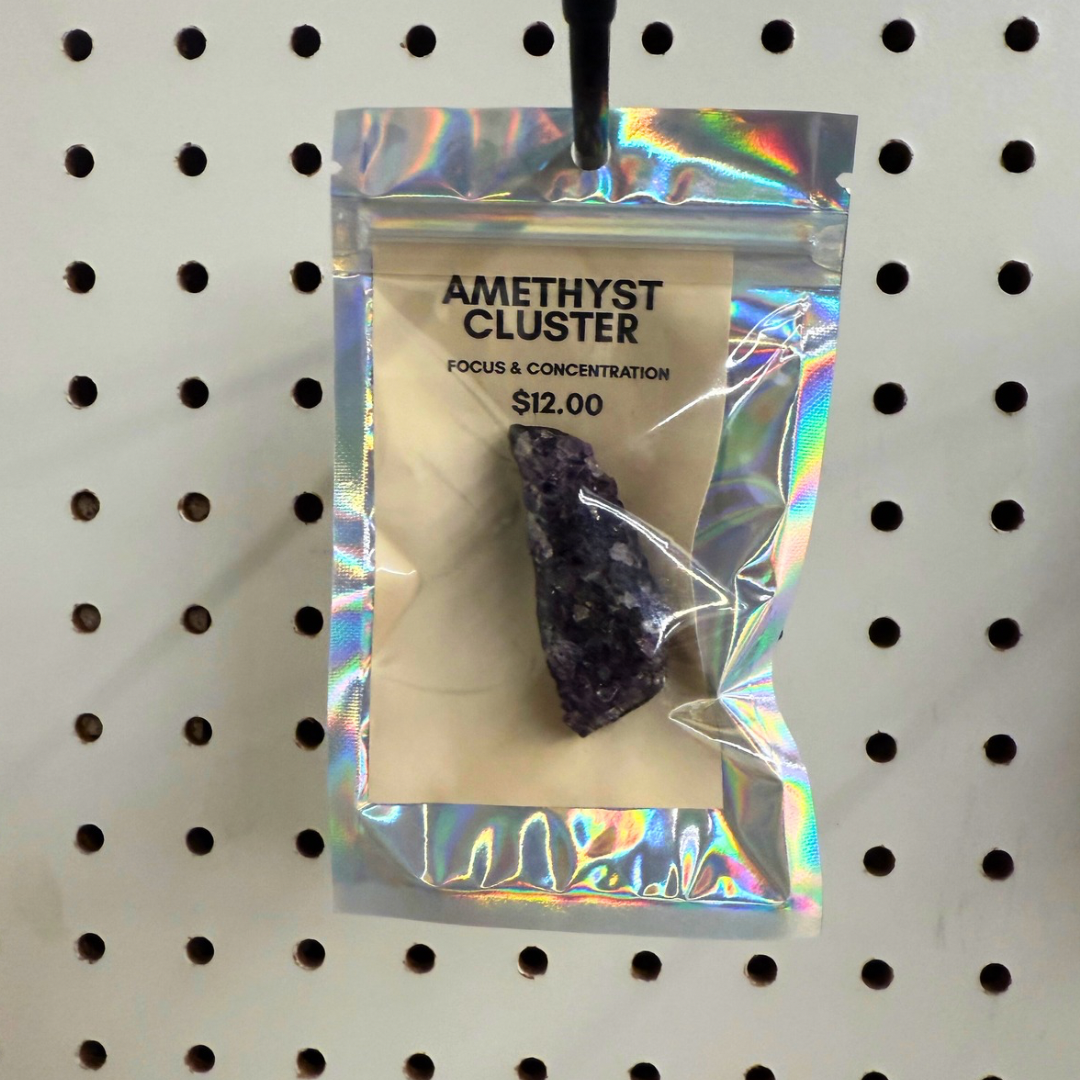 AMETHYST
CLUSTER
FOCUS & CONCENTRATION
$12.00